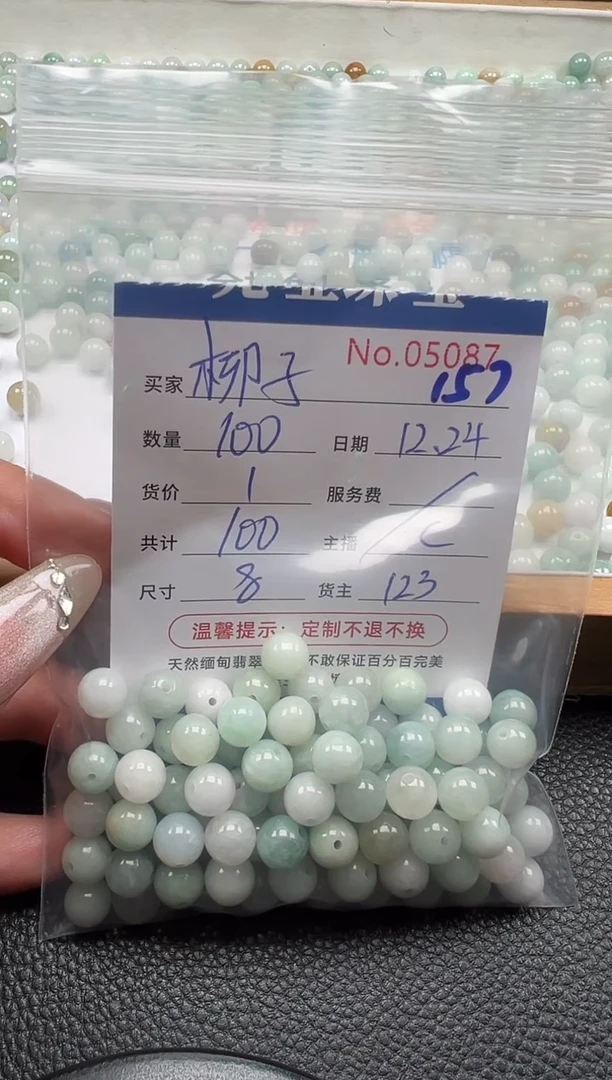 No.05087
157
买家 柳子
数量 100 日期 12.24
货价 1 服务费 /
共计 100 主播
尺寸 8 货主 123
温馨提示：定制不退不换
天然缅甸翡翠 不敢保证百分百完美